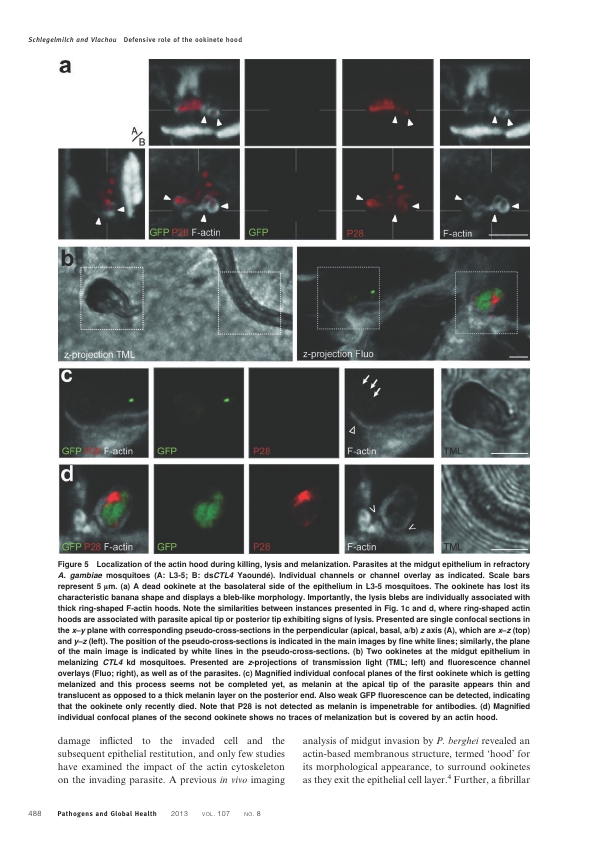 Schlegelmilch and Vlachou Defensive role of the ookinete hood
a
A/B
GFP P28 F-actin
GFP
P28
F-actin
b
z-projection TML
z-projection Fluo
c
GFP P28 F-actin
GFP
P28
F-actin
TML
d
GFP P28 F-actin
GFP
P28
F-actin
TML
Figure 5 Localization of the actin hood during killing, lysis and melanization. Parasites at the midgut epithelium in refractory
A. gambiae mosquitoes (A: L3-5; B: dsCTL4 Yaoundé). Individual channels or channel overlay as indicated. Scale bars
represent 5 μm. (a) A dead ookinete at the basolateral side of the epithelium in L3-5 mosquitoes. The ookinete has lost its
characteristic banana shape and displays a bleb-like morphology. Importantly, the lysis blebs are individually associated with
thick ring-shaped F-actin hoods. Note the similarities between instances presented in Fig. 1c and d, where ring-shaped actin
hoods are associated with parasite apical tip or posterior tip exhibiting signs of lysis. Presented are single confocal sections in
the x–y plane with corresponding pseudo-cross-sections in the perpendicular (apical, basal, a/b) z axis (A), which are x–z (top)
and y–z (left). The position of the pseudo-cross-sections is indicated in the main images by fine white lines; similarly, the plane
of the main image is indicated by white lines in the pseudo-cross-sections. (b) Two ookinetes at the midgut epithelium in
melanizing CTL4 kd mosquitoes. Presented are z-projections of transmission light (TML; left) and fluorescence channel
overlays (Fluo; right), as well as of the parasites. (c) Magnified individual confocal planes of the first ookinete which is getting
melanized and this process seems not be completed yet, as melanin at the apical tip of the parasite appears thin and
translucent as opposed to a thick melanin layer on the posterior end. Also weak GFP fluorescence can be detected, indicating
that the ookinete only recently died. Note that P28 is not detected as melanin is impenetrable for antibodies. (d) Magnified
individual confocal planes of the second ookinete shows no traces of melanization but is covered by an actin hood.
damage inflicted to the invaded cell and the
subsequent epithelial restitution, and only few studies
have examined the impact of the actin cytoskeleton
on the invading parasite. A previous in vivo imaging
analysis of midgut invasion by P. berghei revealed an
actin-based membranous structure, termed ‘hood’ for
its morphological appearance, to surround ookinetes
as they exit the epithelial cell layer.4 Further, a fibrillar
488 Pathogens and Global Health 2013 VOL. 107 NO. 8